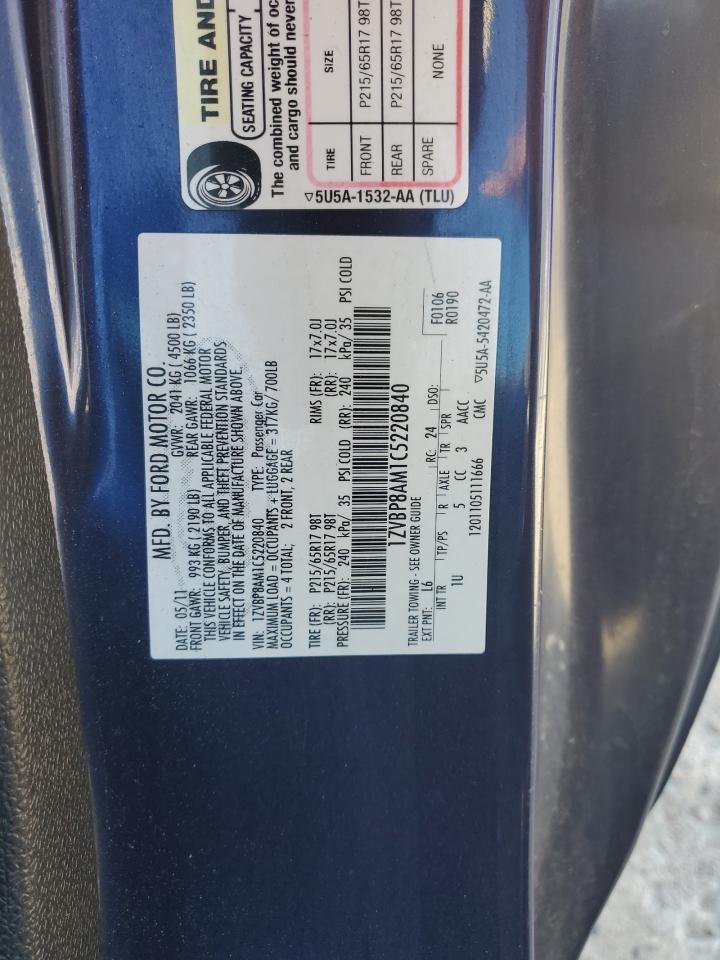 TIRE AND
SEATING CAPACITY
The combined weight of oc
and cargo should never
TIRE SIZE
FRONT P215/65R17 98T
REAR P215/65R17 98T
SPARE NONE
▽5U5A-1532-AA (TLU)
MFD. BY FORD MOTOR CO.
DATE: 05/11 GVWR: 2041 KG ( 4500 LB)
FRONT GAWR: 993 KG ( 2190 LB) REAR GAWR: 1066 KG ( 2350 LB)
THIS VEHICLE CONFORMS TO ALL APPLICABLE FEDERAL MOTOR
VEHICLE SAFETY, BUMPER, AND THEFT PREVENTION STANDARDS
IN EFFECT ON THE DATE OF MANUFACTURE SHOWN ABOVE.
VIN: 1ZVBP8AM1C5220840 TYPE: Passenger Car
MAXIMUM LOAD = OCCUPANTS + LUGGAGE = 317KG/ 700LB
OCCUPANTS = 4 TOTAL; 2 FRONT, 2 REAR
TIRE (FR): P215/65R17 98T RIMS (FR): 17x7.0J
(RR): P215/65R17 98T (RR): 17x7.0J
PRESSURE (FR): 240 kPa/ 35 PSI COLD (RR): 240 kPa/ 35 PSI COLD
1ZVBP8AM1C5220840
TRAILER TOWING - SEE OWNER GUIDE F0106
EXT PNT: L6 RC: 24 DSO: R0190
INT TR TP/PS R AXLE TR SPR
1U 5 CC 3 AACC
1201105111666 CMC ▽5U5A-5420472-AA